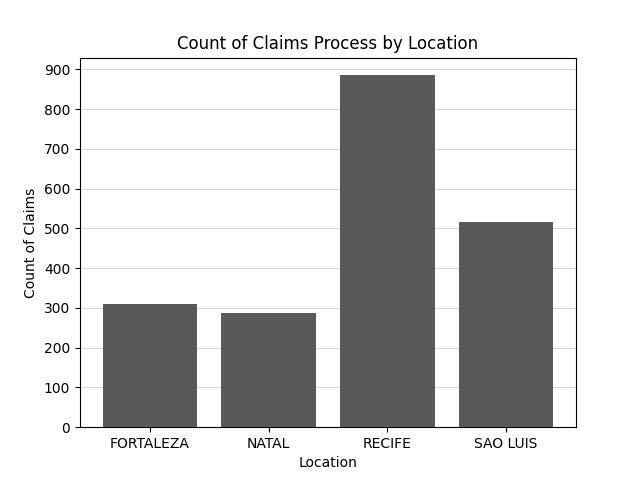 Count of Claims Process by Location
900
800
700
600
500
400
300
200
100
0
Count of Claims
FORTALEZA NATAL RECIFE SAO LUIS
Location